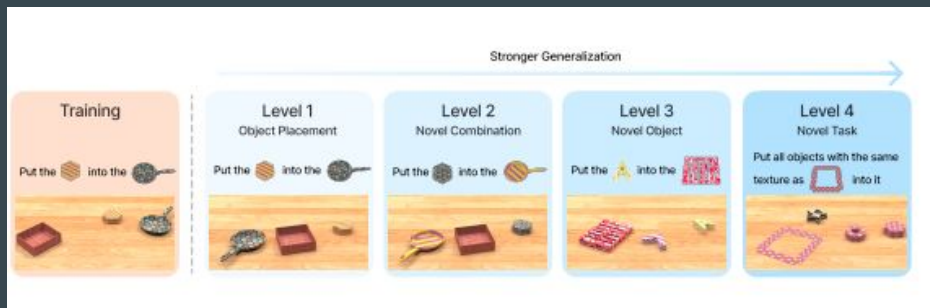 Stronger Generalization
Training
Put the into the
Level 1
Object Placement
Put the into the
Level 2
Novel Combination
Put the into the
Level 3
Novel Object
Put the into the
Level 4
Novel Task
Put all objects with the same
texture as into it